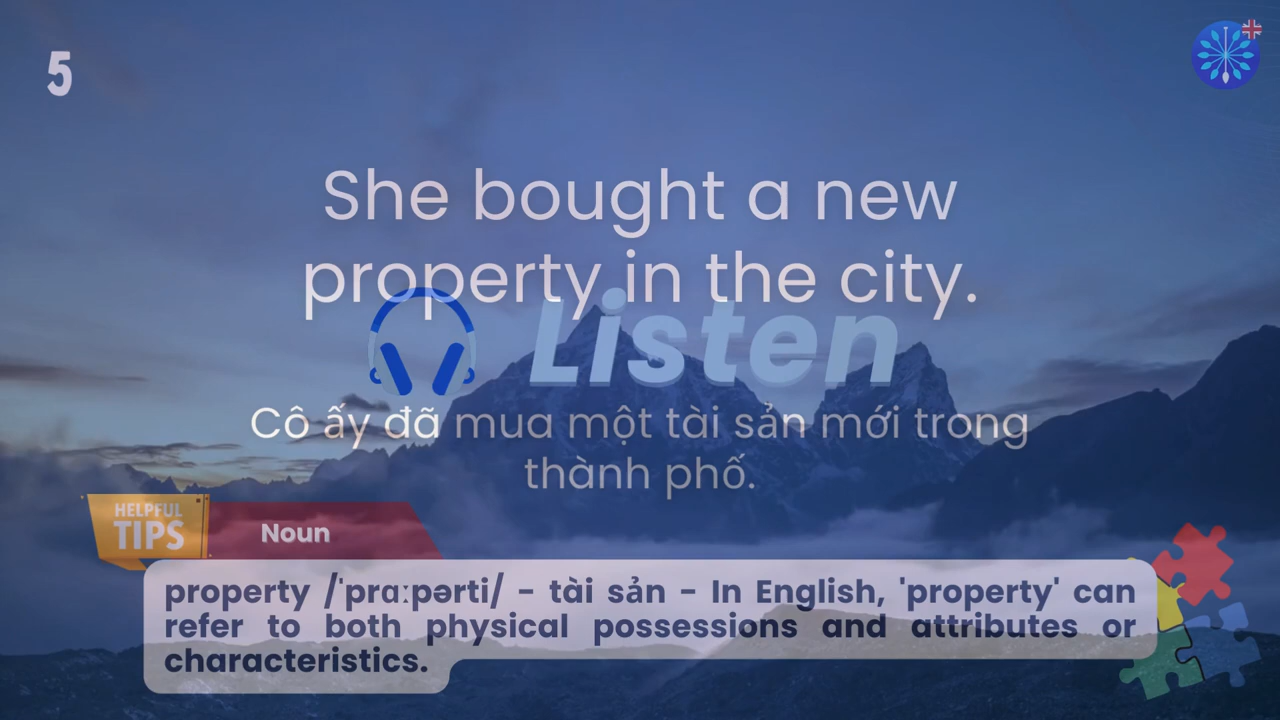 5
She bought a new
property in the city.
Listen
Cô ấy đã mua một tài sản mới trong
thành phố.
HELPFUL
TIPS
Noun
property /ˈprɑːpərti/ - tài sản - In English, 'property' can
refer to both physical possessions and attributes or
characteristics.